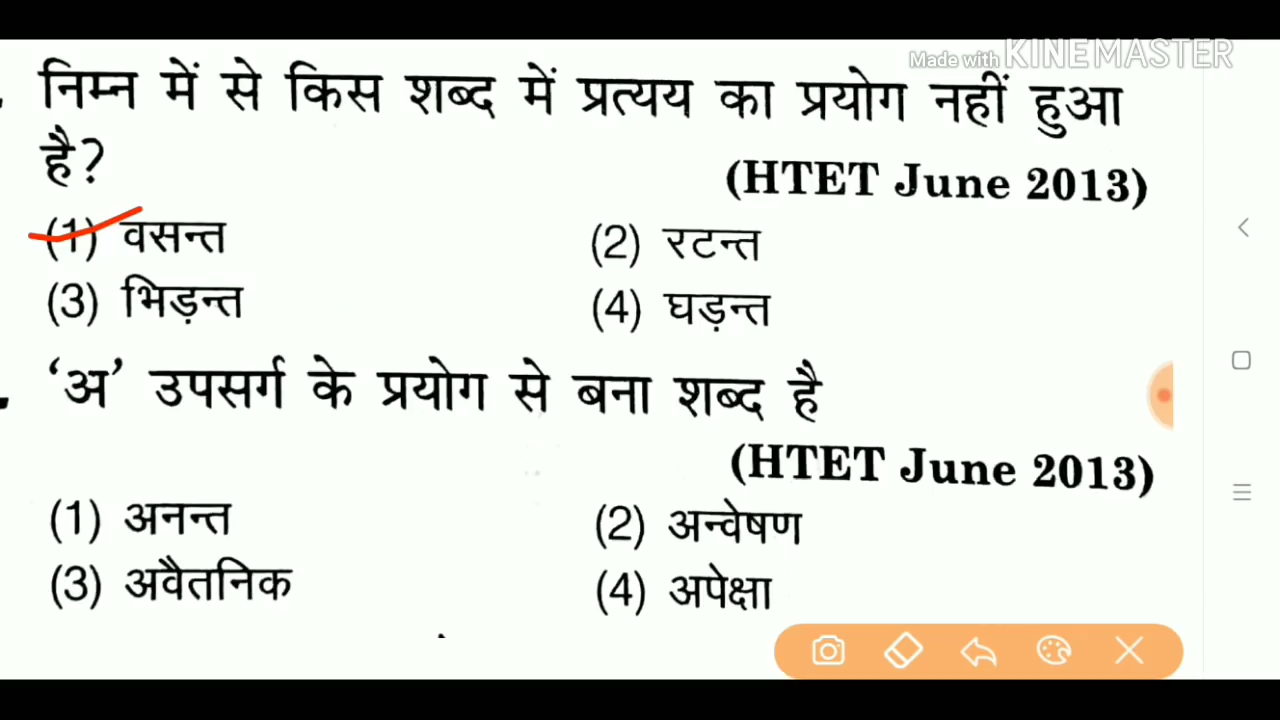 Made with KINEMASTER
निम्न में से किस शब्द में प्रत्यय का प्रयोग नहीं हुआ
है?
(HTET June 2013)
(1) वसन्त (2) रटन्त
(3) भिड़न्त (4) घड़न्त
‘अ’ उपसर्ग के प्रयोग से बना शब्द है
(HTET June 2013)
(1) अनन्त (2) अन्वेषण
(3) अवैतनिक (4) अपेक्षा